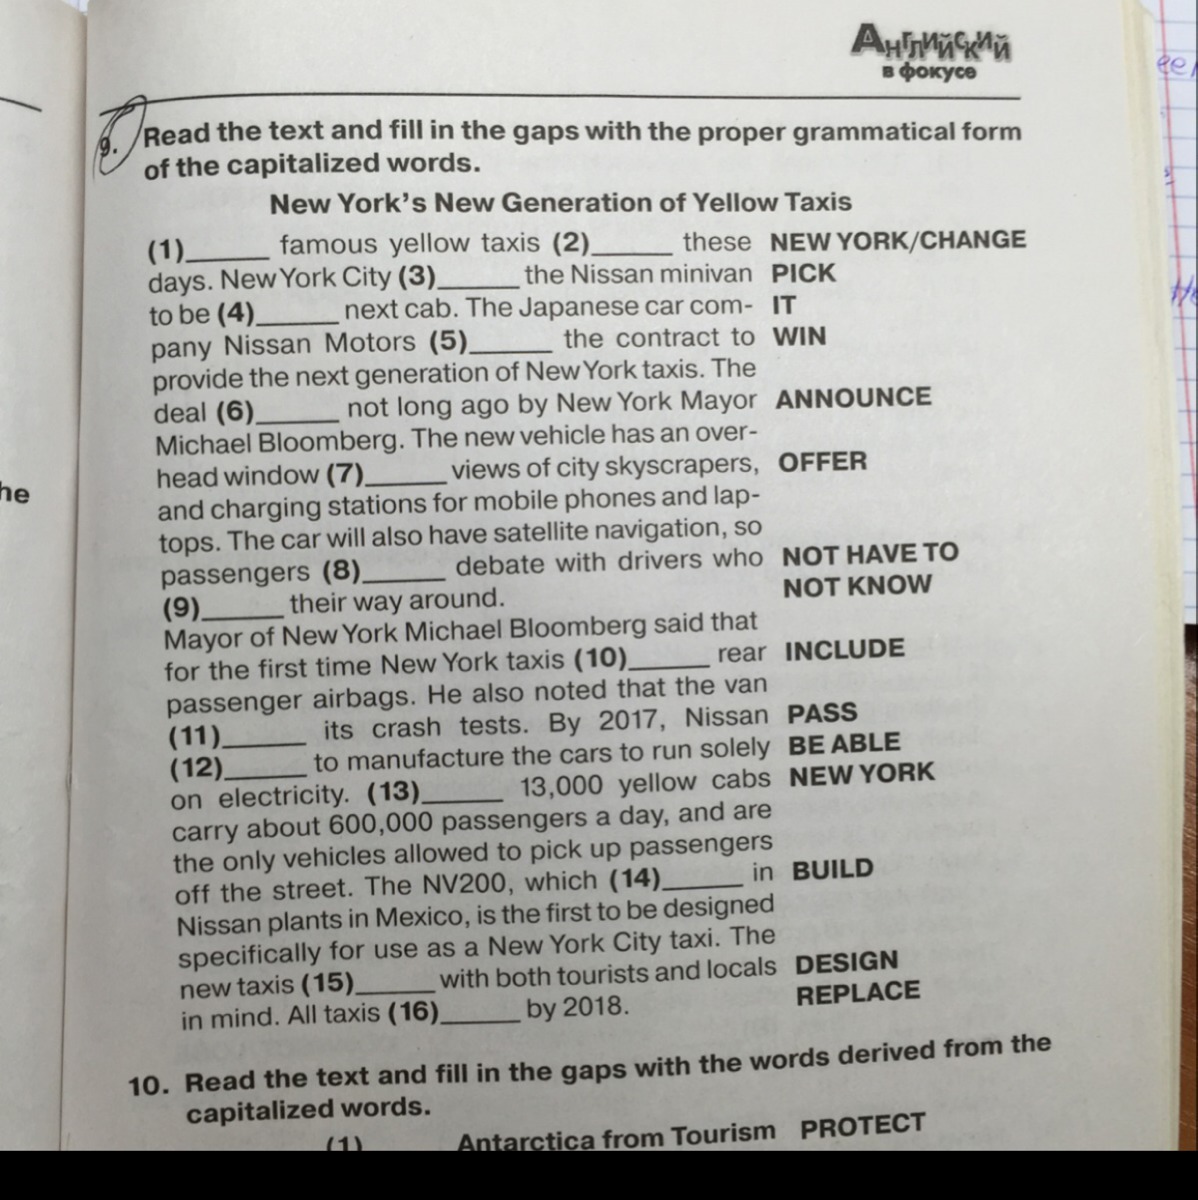 Английский
в фокусе
9. Read the text and fill in the gaps with the proper grammatical form
of the capitalized words.
New York's New Generation of Yellow Taxis
(1)______ famous yellow taxis (2)______ these NEW YORK/CHANGE
days. New York City (3)______ the Nissan minivan PICK
to be (4)______ next cab. The Japanese car com- IT
pany Nissan Motors (5)______ the contract to WIN
provide the next generation of New York taxis. The
deal (6)______ not long ago by New York Mayor ANNOUNCE
Michael Bloomberg. The new vehicle has an over-
head window (7)______ views of city skyscrapers, OFFER
and charging stations for mobile phones and lap-
tops. The car will also have satellite navigation, so
passengers (8)______ debate with drivers who NOT HAVE TO
(9)______ their way around. NOT KNOW
Mayor of New York Michael Bloomberg said that
for the first time New York taxis (10)______ rear INCLUDE
passenger airbags. He also noted that the van
(11)______ its crash tests. By 2017, Nissan PASS
(12)______ to manufacture the cars to run solely BE ABLE
on electricity. (13)______ 13,000 yellow cabs NEW YORK
carry about 600,000 passengers a day, and are
the only vehicles allowed to pick up passengers
off the street. The NV200, which (14)______ in BUILD
Nissan plants in Mexico, is the first to be designed
specifically for use as a New York City taxi. The
new taxis (15)______ with both tourists and locals DESIGN
in mind. All taxis (16)______ by 2018. REPLACE
10. Read the text and fill in the gaps with the words derived from the
capitalized words.
(1) Antarctica from Tourism PROTECT
he